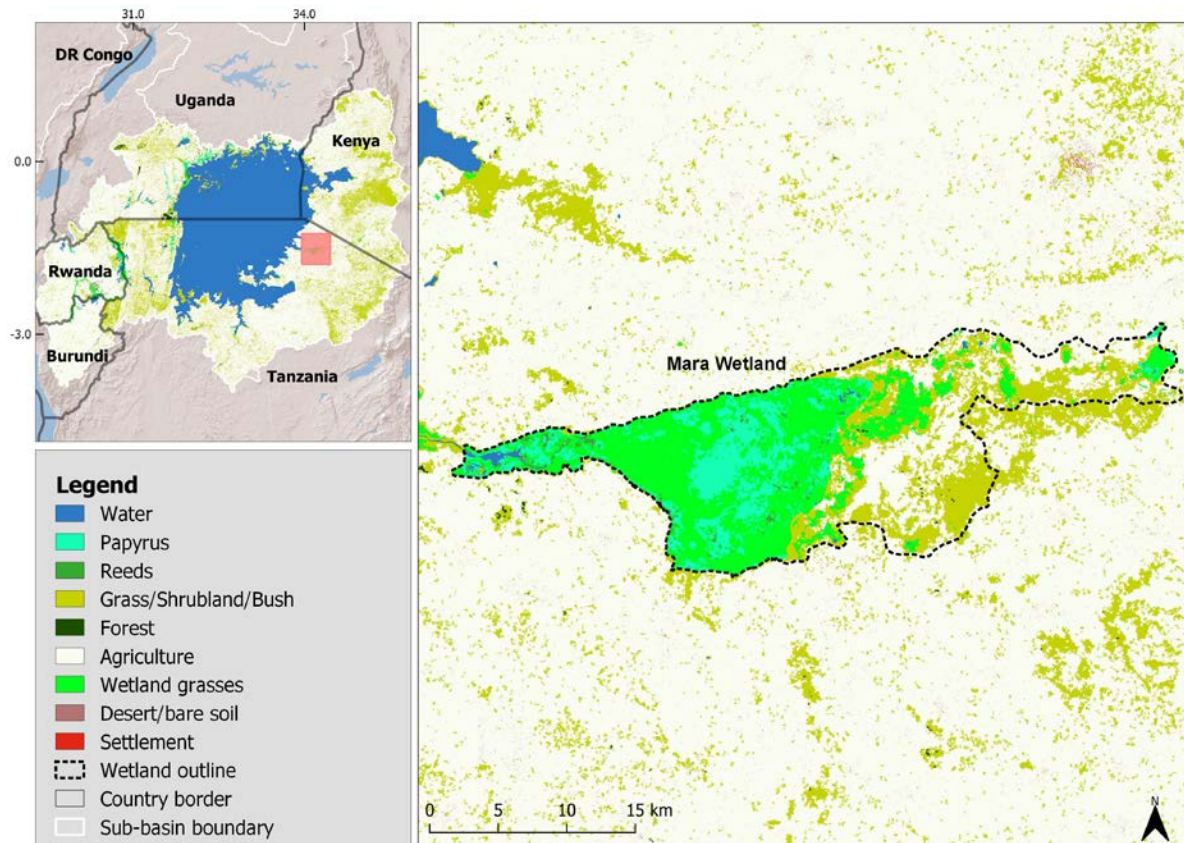 31.0 34.0
DR Congo
Uganda
Kenya
0.0
Rwanda
-3.0
Burundi
Tanzania
Legend
Water
Papyrus
Reeds
Grass/Shrubland/Bush
Forest
Agriculture
Wetland grasses
Desert/bare soil
Settlement
Wetland outline
Country border
Sub-basin boundary
Mara Wetland
0 5 10 15 km
N